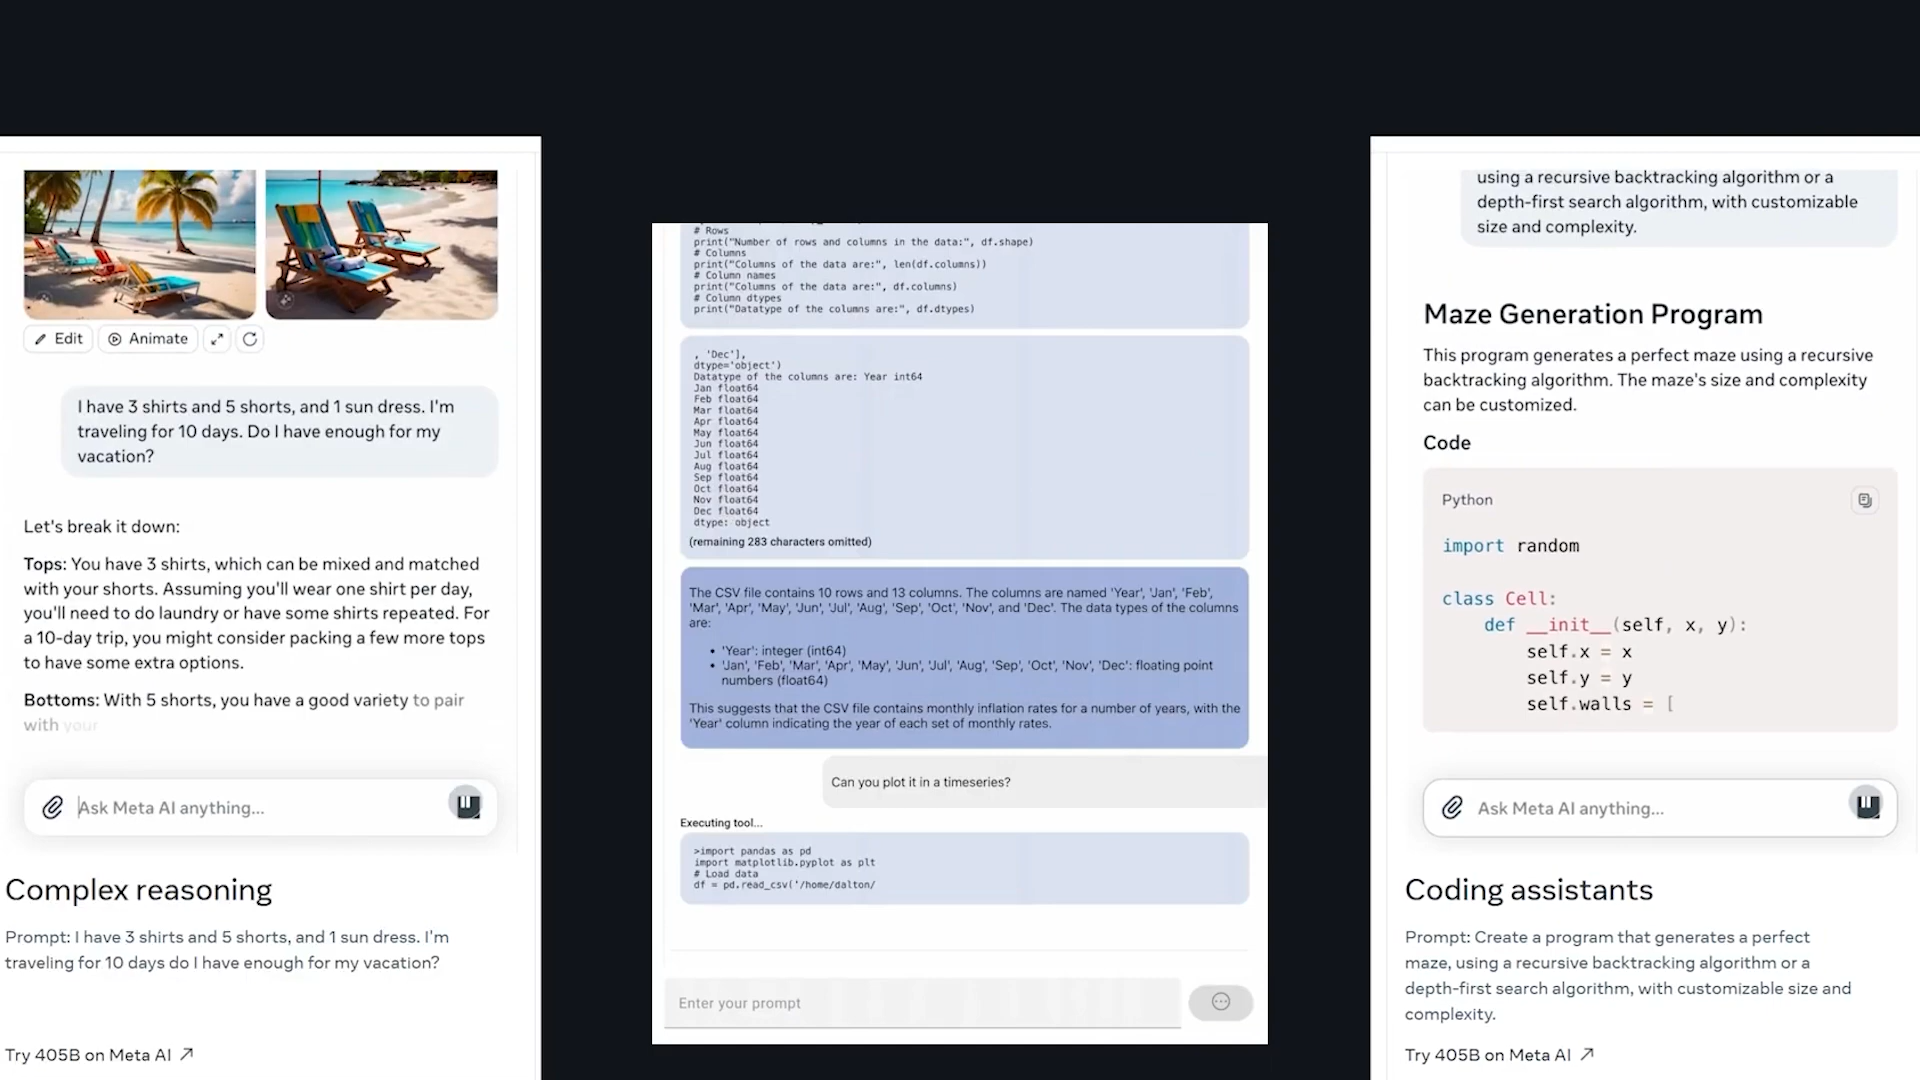 Edit
Animate
I have 3 shirts and 5 shorts, and 1 sun dress. I'm
traveling for 10 days. Do I have enough for my
vacation?
Let's break it down:
Tops: You have 3 shirts, which can be mixed and matched
with your shorts. Assuming you'll wear one shirt per day,
you'll need to do laundry or have some shirts repeated. For
a 10-day trip, you might consider packing a few more tops
to have some extra options.
Bottoms: With 5 shorts, you have a good variety to pair
with your
Ask Meta AI anything...
Complex reasoning
Prompt: I have 3 shirts and 5 shorts, and 1 sun dress. I'm
traveling for 10 days do I have enough for my vacation?
Try 405B on Meta AI ↗
# Rows
print("Number of rows and columns in the data:", df.shape)
# Columns
print("Columns of the data are:", len(df.columns))
# Column names
print("Columns of the data are:", df.columns)
# Column dtypes
print("Datatype of the columns are:", df.dtypes)
, 'Dec'],
dtype='object')
Datatype of the columns are: Year int64
Jan float64
Feb float64
Mar float64
Apr float64
May float64
Jun float64
Jul float64
Aug float64
Sep float64
Oct float64
Nov float64
Dec float64
dtype: object
(remaining 283 characters omitted)
The CSV file contains 10 rows and 13 columns. The columns are named 'Year', 'Jan', 'Feb',
'Mar', 'Apr', 'May', 'Jun', 'Jul', 'Aug', 'Sep', 'Oct', 'Nov', and 'Dec'. The data types of the columns
are:
• 'Year': integer (int64)
• 'Jan', 'Feb', 'Mar', 'Apr', 'May', 'Jun', 'Jul', 'Aug', 'Sep', 'Oct', 'Nov', 'Dec': floating point
numbers (float64)
This suggests that the CSV file contains monthly inflation rates for a number of years, with the
'Year' column indicating the year of each set of monthly rates.
Can you plot it in a timeseries?
Executing tool...
>import pandas as pd
import matplotlib.pyplot as plt
# Load data
df = pd.read_csv('/home/dalton/
Enter your prompt
using a recursive backtracking algorithm or a
depth-first search algorithm, with customizable
size and complexity.
Maze Generation Program
This program generates a perfect maze using a recursive
backtracking algorithm. The maze's size and complexity
can be customized.
Code
Python
import random
class Cell:
def __init__(self, x, y):
self.x = x
self.y = y
self.walls = [
Ask Meta AI anything...
Coding assistants
Prompt: Create a program that generates a perfect
maze, using a recursive backtracking algorithm or a
depth-first search algorithm, with customizable size and
complexity.
Try 405B on Meta AI ↗